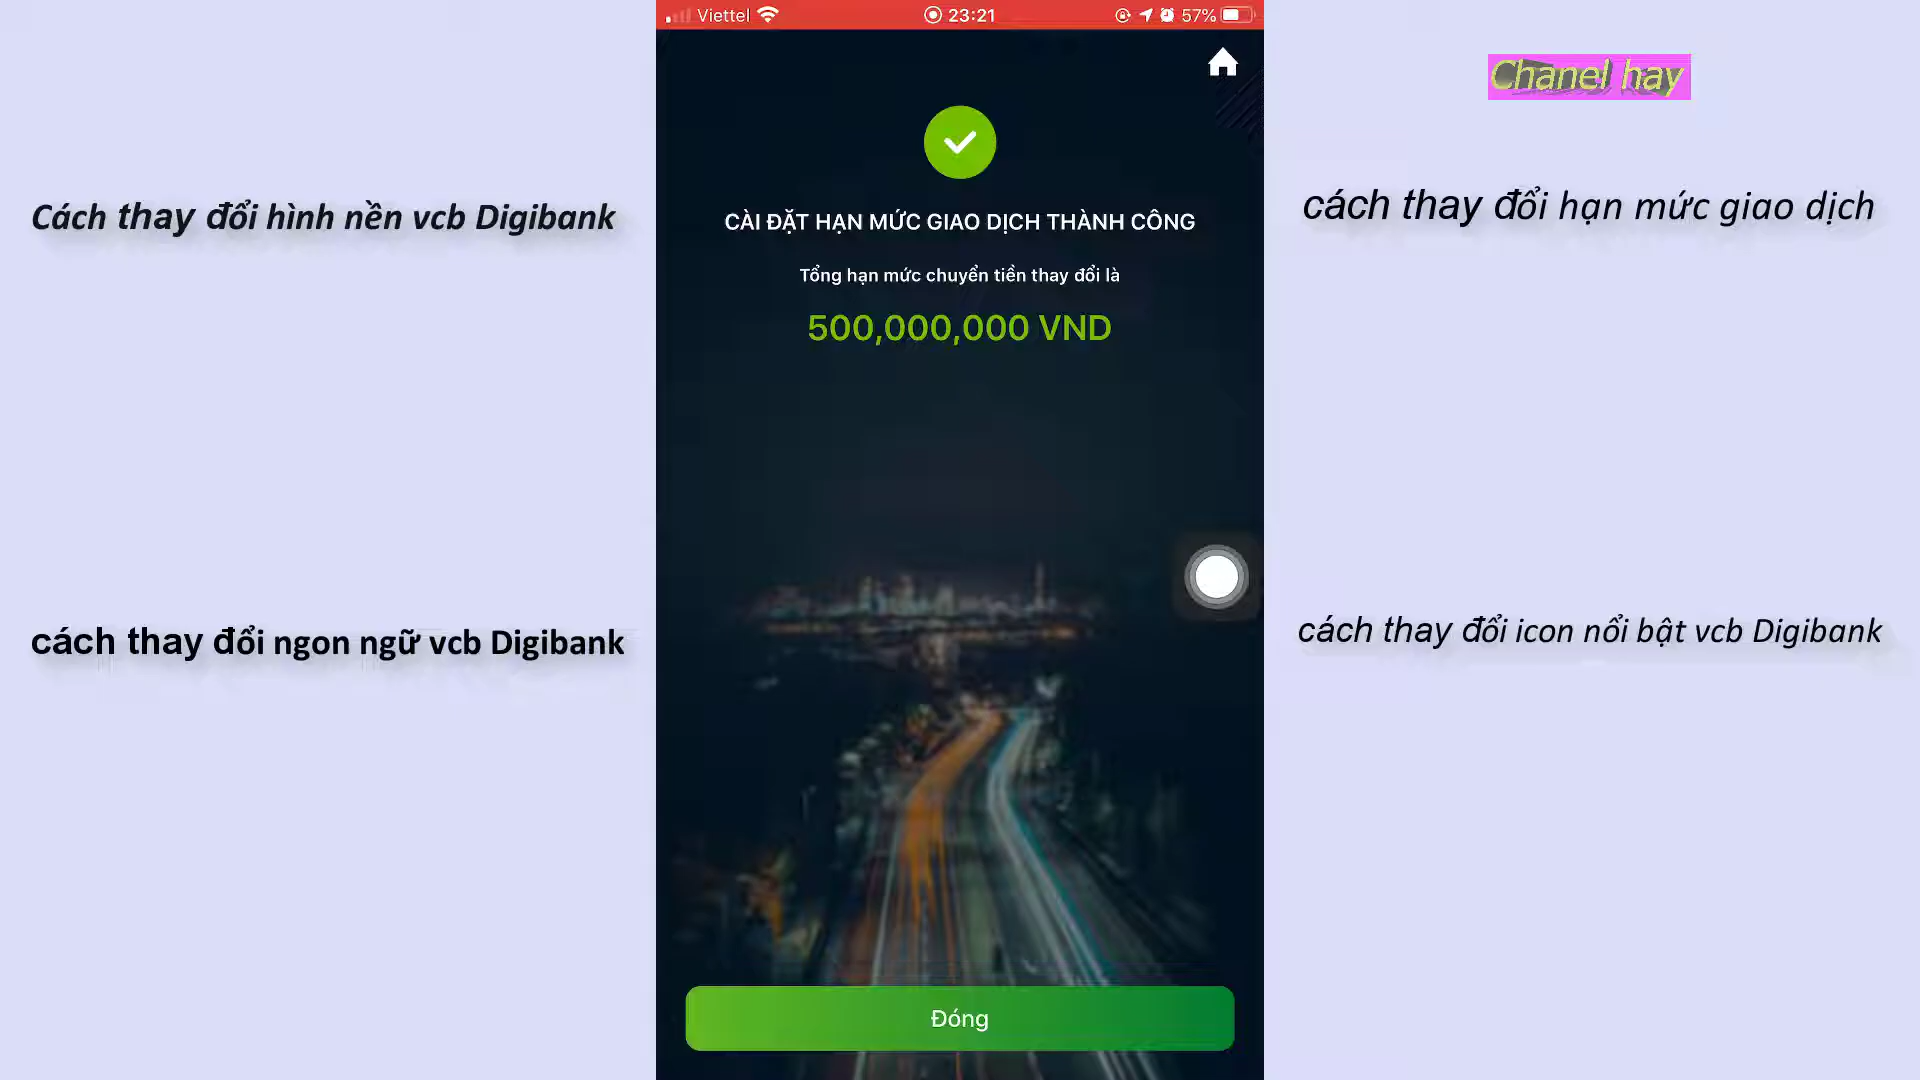 Viettel 23:21 57%
Chanel hay
Cách thay đổi hình nền vcb Digibank
cách thay đổi hạn mức giao dịch
CÀI ĐẶT HẠN MỨC GIAO DỊCH THÀNH CÔNG
Tổng hạn mức chuyển tiền thay đổi là
500,000,000 VND
cách thay đổi ngon ngữ vcb Digibank
cách thay đổi icon nổi bật vcb Digibank
Đóng